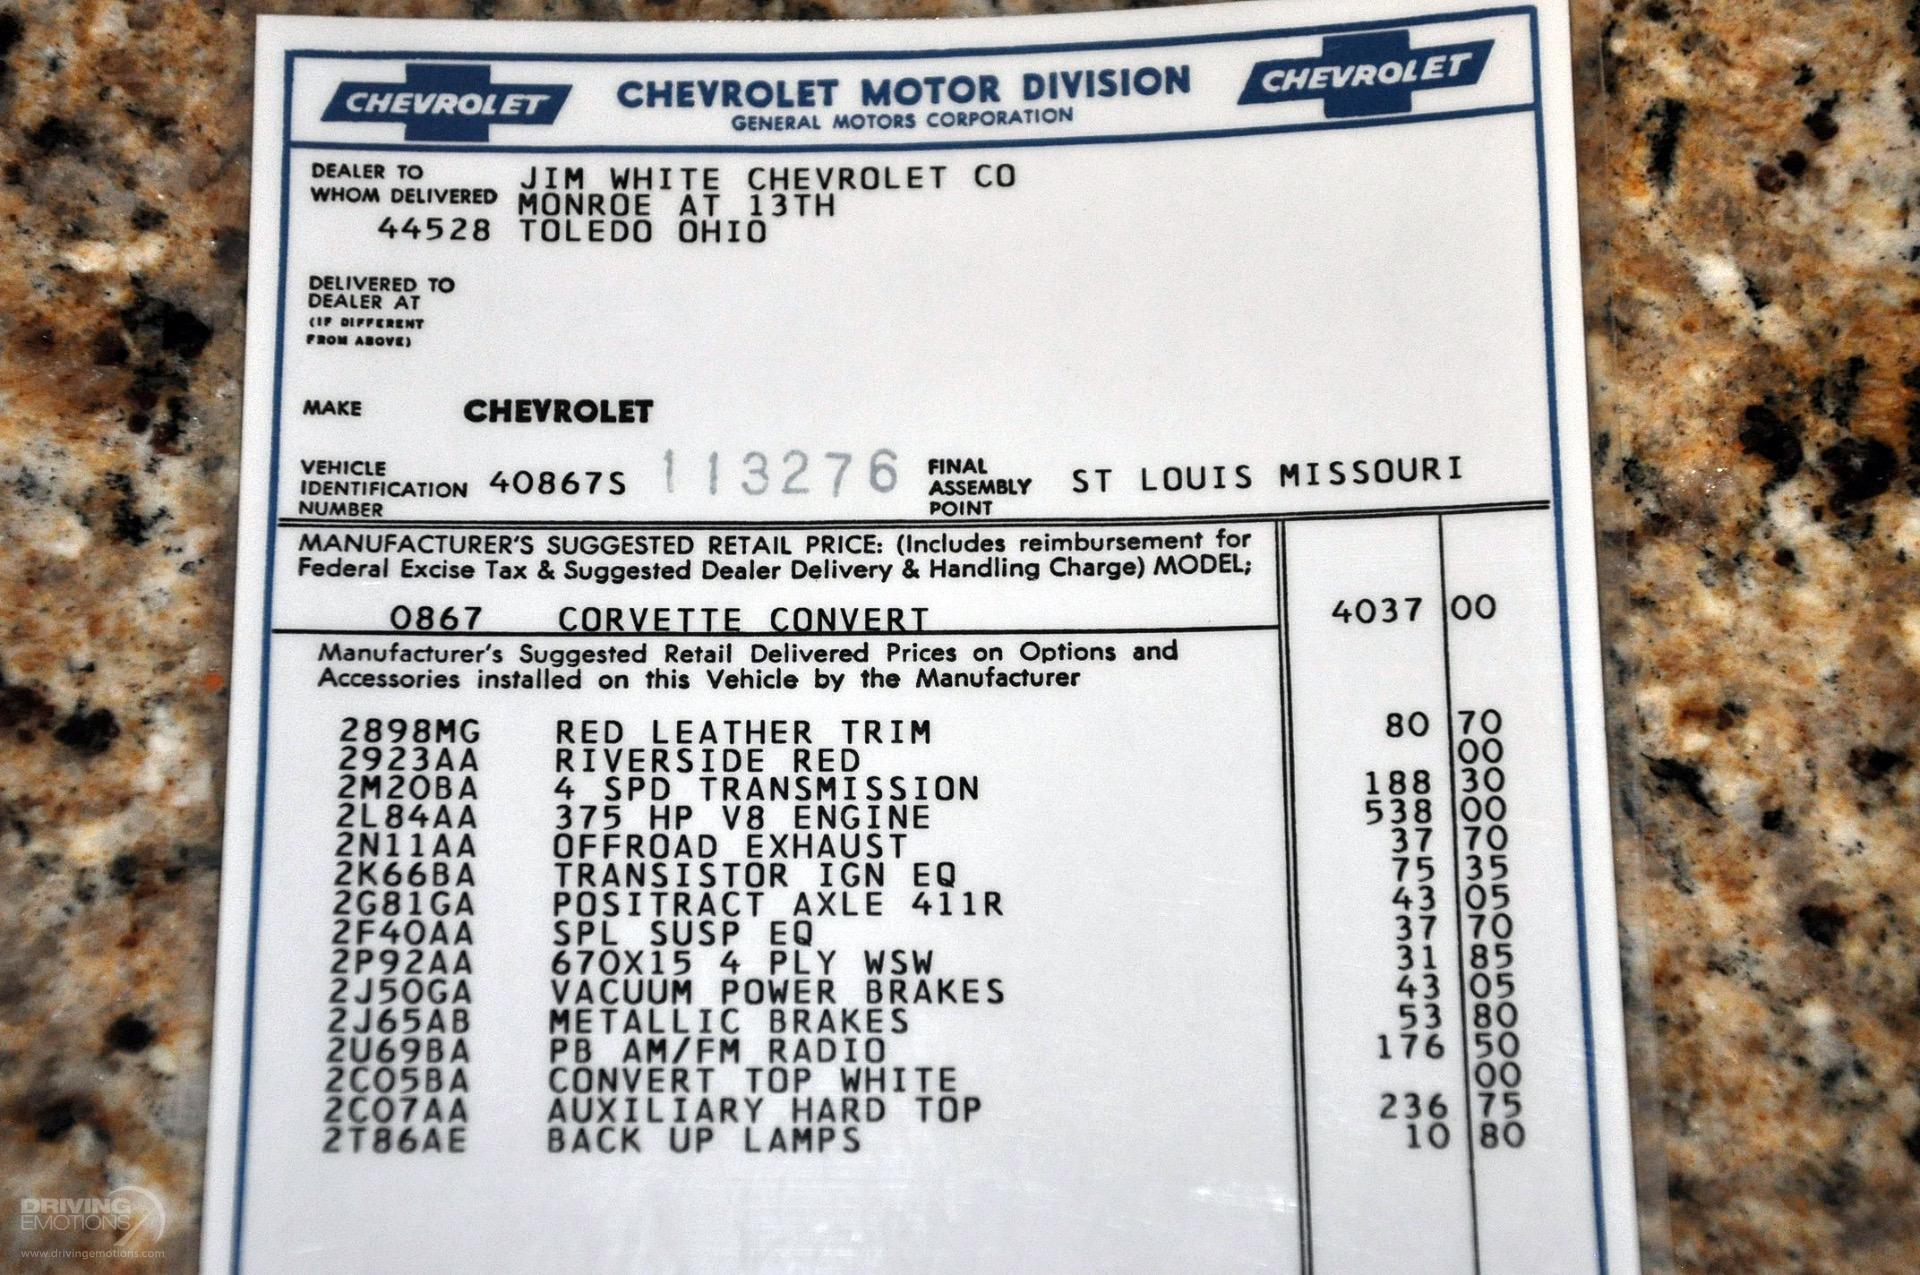 CHEVROLET CHEVROLET MOTOR DIVISION CHEVROLET
GENERAL MOTORS CORPORATION
DEALER TO
WHOM DELIVERED
JIM WHITE CHEVROLET CO
MONROE AT 13TH
44528 TOLEDO OHIO
DELIVERED TO
DEALER AT
(IF DIFFERENT
FROM ABOVE)
MAKE CHEVROLET
VEHICLE
IDENTIFICATION
NUMBER
40867S 113276
FINAL
ASSEMBLY
POINT
ST LOUIS MISSOURI
MANUFACTURER'S SUGGESTED RETAIL PRICE: (Includes reimbursement for
Federal Excise Tax & Suggested Dealer Delivery & Handling Charge) MODEL;
0867 CORVETTE CONVERT 4037 00
Manufacturer's Suggested Retail Delivered Prices on Options and
Accessories installed on this Vehicle by the Manufacturer
2898MG RED LEATHER TRIM 80 70
2923AA RIVERSIDE RED 00
2M20BA 4 SPD TRANSMISSION 188 30
2L84AA 375 HP V8 ENGINE 538 00
2N11AA OFFROAD EXHAUST 37 70
2K66BA TRANSISTOR IGN EQ 75 35
2G81GA POSITRACT AXLE 411R 43 05
2F40AA SPL SUSP EQ 37 70
2P92AA 670X15 4 PLY WSW 31 85
2J50GA VACUUM POWER BRAKES 43 05
2J65AB METALLIC BRAKES 53 80
2U69BA PB AM/FM RADIO 176 50
2C05BA CONVERT TOP WHITE 00
2C07AA AUXILIARY HARD TOP 236 75
2T86AE BACK UP LAMPS 10 80
DRIVING
EMOTIONS
www.drivingemotions.com